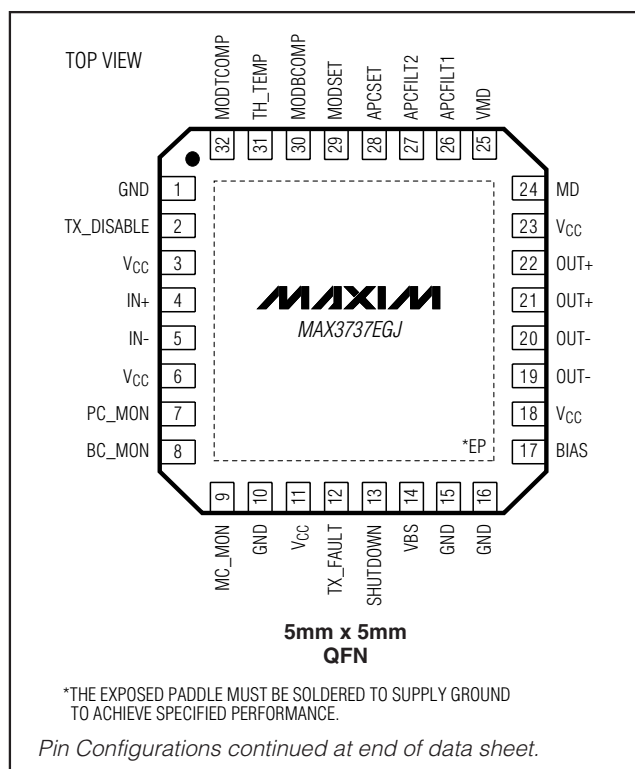 TOP VIEW
MODTCOMP
TH_TEMP
MODBCOMP
MODSET
APCSET
APCFILT2
APCFILT1
VMD
32
31
30
29
28
27
26
25
GND 1
TX_DISABLE 2
VCC 3
IN+ 4
IN- 5
VCC 6
PC_MON 7
BC_MON 8
MAXIM
MAX3737EGJ
*EP
24 MD
23 VCC
22 OUT+
21 OUT+
20 OUT-
19 OUT-
18 VCC
17 BIAS
9
10
11
12
13
14
15
16
MC_MON
GND
VCC
TX_FAULT
SHUTDOWN
VBS
GND
GND
5mm x 5mm
QFN
*THE EXPOSED PADDLE MUST BE SOLDERED TO SUPPLY GROUND
TO ACHIEVE SPECIFIED PERFORMANCE.
Pin Configurations continued at end of data sheet.